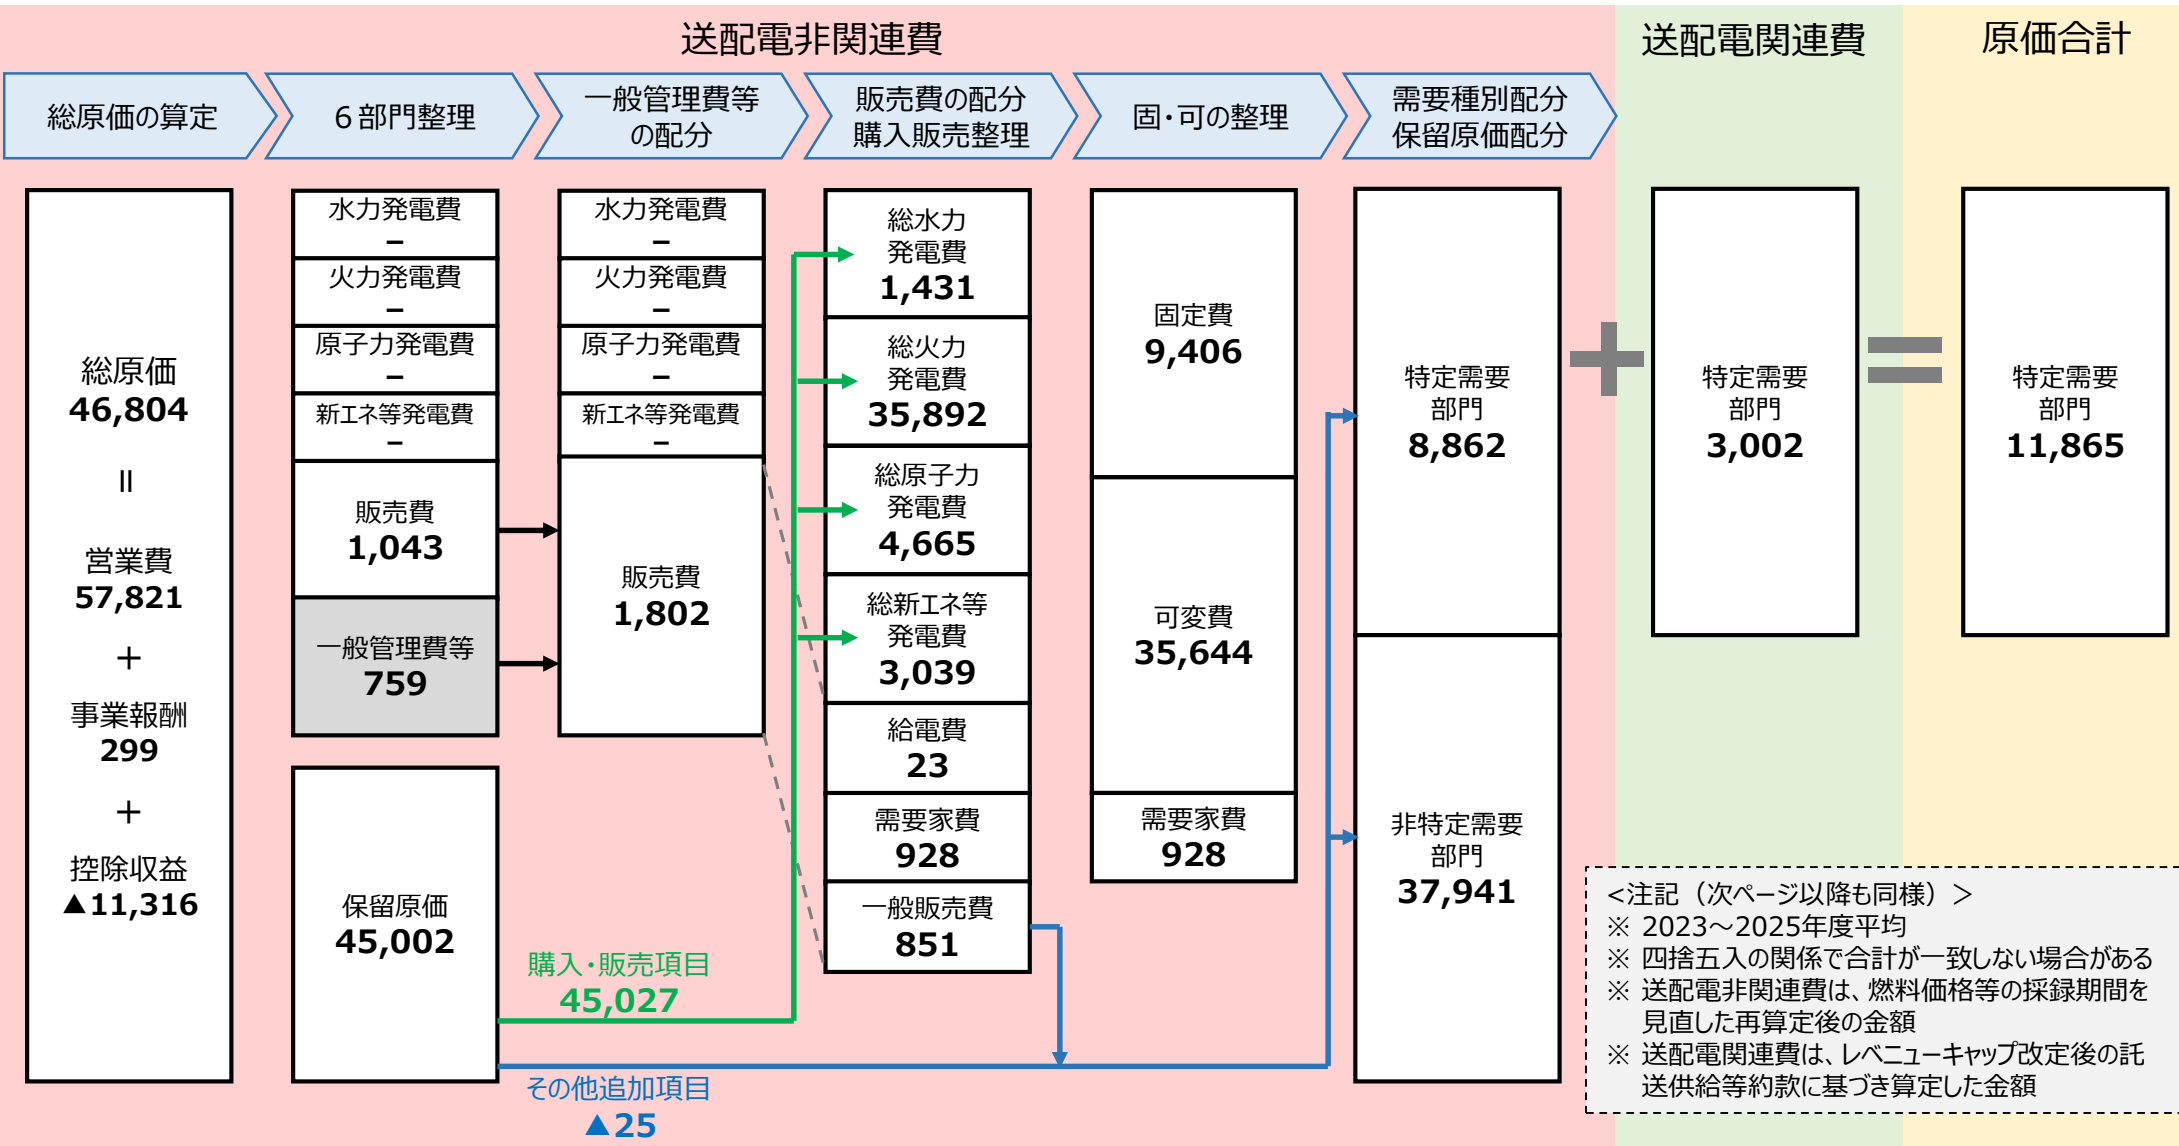 送配電非関連費
送配電関連費
原価合計
総原価の算定
６部門整理
一般管理費等
の配分
販売費の配分
購入販売整理
固・可の整理
需要種別配分
保留原価配分
総原価
46,804
＝
営業費
57,821
＋
事業報酬
299
＋
控除収益
▲11,316
水力発電費
–
火力発電費
–
原子力発電費
–
新エネ等発電費
–
販売費
1,043
一般管理費等
759
保留原価
45,002
水力発電費
–
火力発電費
–
原子力発電費
–
新エネ等発電費
–
販売費
1,802
購入・販売項目
45,027
その他追加項目
▲25
総水力
発電費
1,431
総火力
発電費
35,892
総原子力
発電費
4,665
総新エネ等
発電費
3,039
給電費
23
需要家費
928
一般販売費
851
固定費
9,406
可変費
35,644
需要家費
928
特定需要
部門
8,862
非特定需要
部門
37,941
＋
特定需要
部門
3,002
＝
特定需要
部門
11,865
<注記（次ページ以降も同様）＞
※ 2023～2025年度平均
※ 四捨五入の関係で合計が一致しない場合がある
※ 送配電非関連費は、燃料価格等の採録期間を
見直した再算定後の金額
※ 送配電関連費は、レベニューキャップ改定後の託
送供給等約款に基づき算定した金額